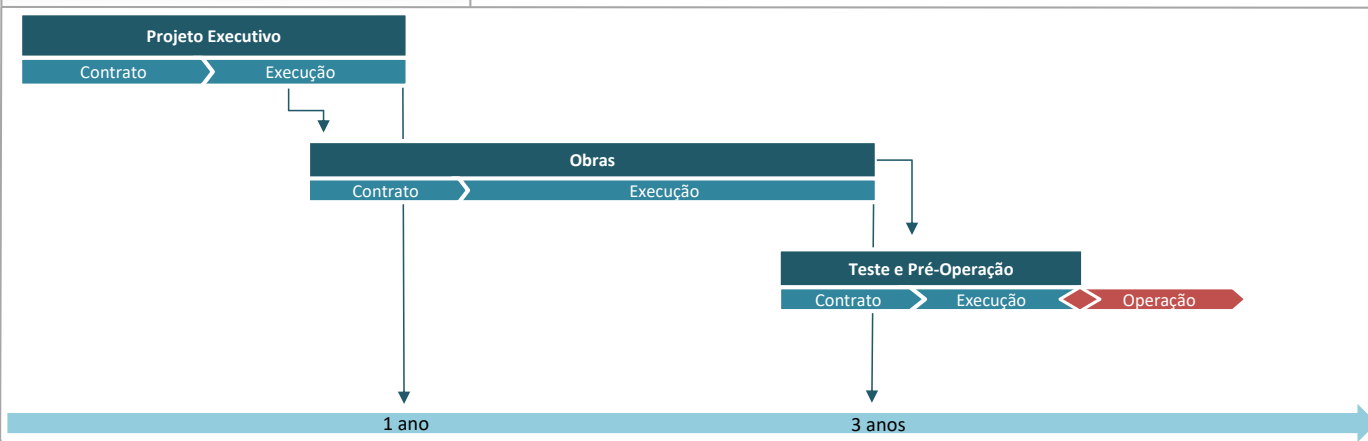 Projeto Executivo
Contrato
Execução
Obras
Contrato
Execução
Teste e Pré-Operação
Contrato
Execução
Operação
1 ano
3 anos